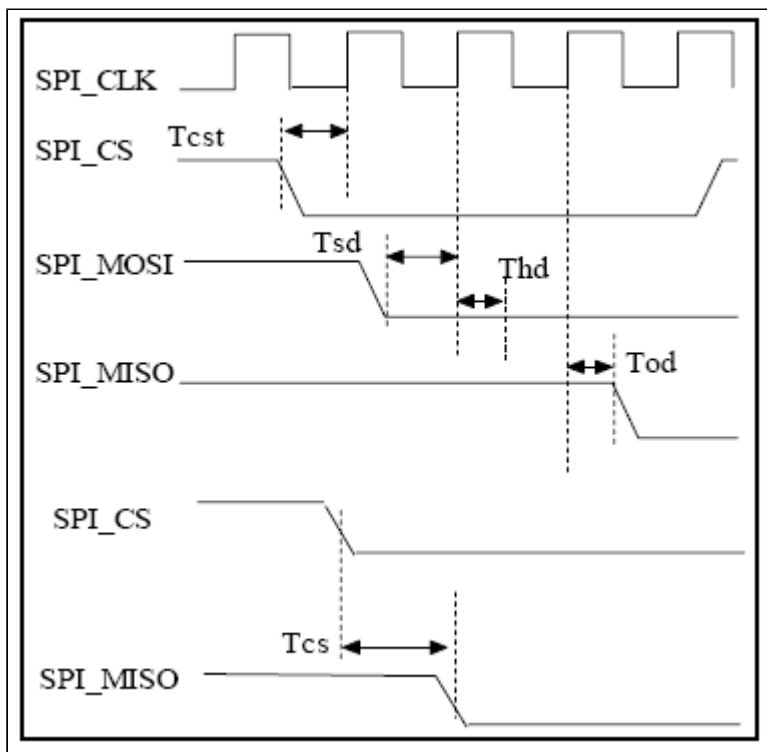 SPI_CLK
Tcst
SPI_CS
Tsd
SPI_MOSI
Thd
SPI_MISO
Tod
SPI_CS
Tcs
SPI_MISO